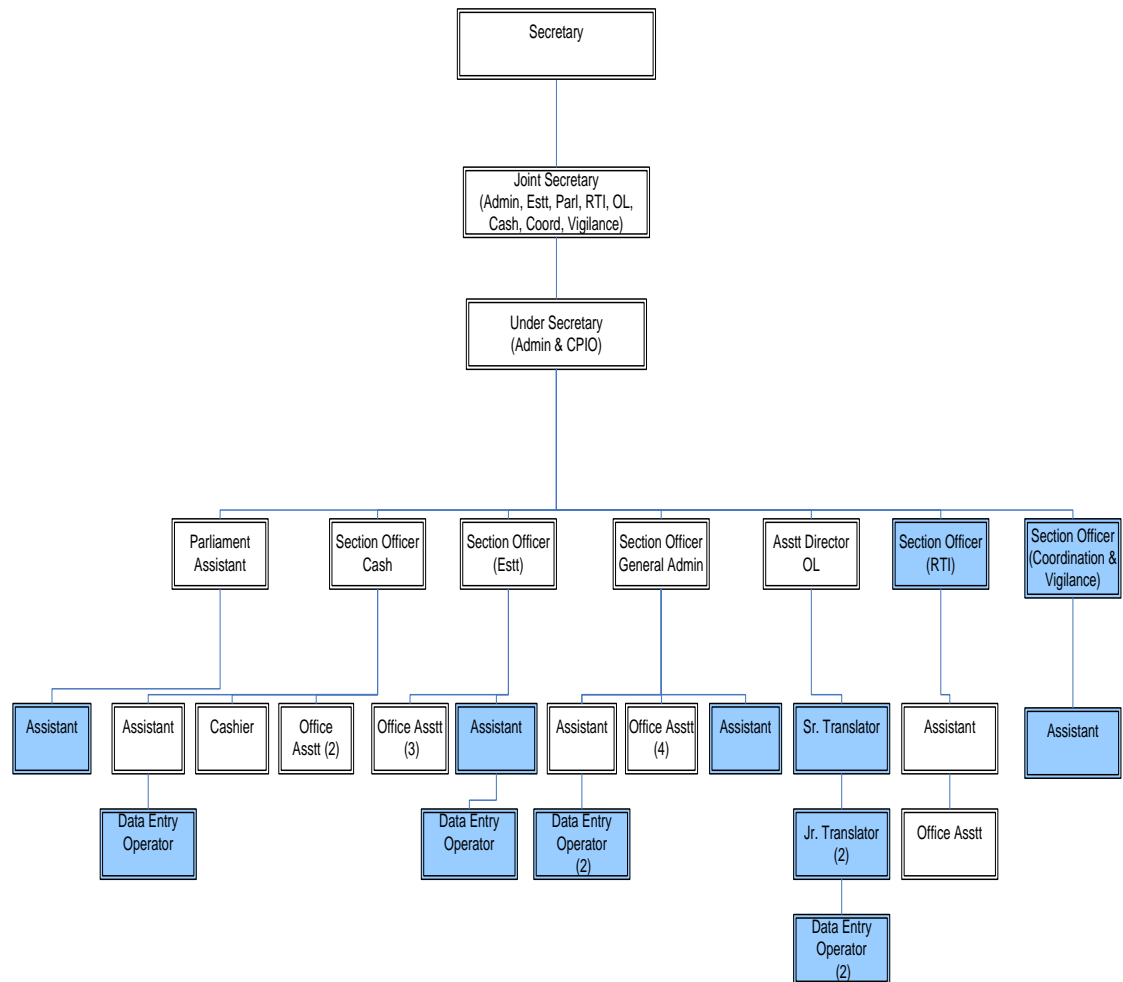 Secretary
Joint Secretary
(Admin, Estt, Parl, RTI, OL,
Cash, Coord, Vigilance)
Under Secretary
(Admin & CPIO)
Parliament
Assistant
Section Officer
Cash
Section Officer
(Estt)
Section Officer
General Admin
Asstt Director
OL
Section Officer
(RTI)
Section Officer
(Coordination &
Vigilance)
Assistant
Assistant
Cashier
Office
Asstt (2)
Office Asstt
(3)
Assistant
Assistant
Office Asstt
(4)
Assistant
Sr. Translator
Assistant
Assistant
Data Entry
Operator
Data Entry
Operator
Data Entry
Operator
(2)
Jr. Translator
(2)
Office Asstt
Data Entry
Operator
(2)